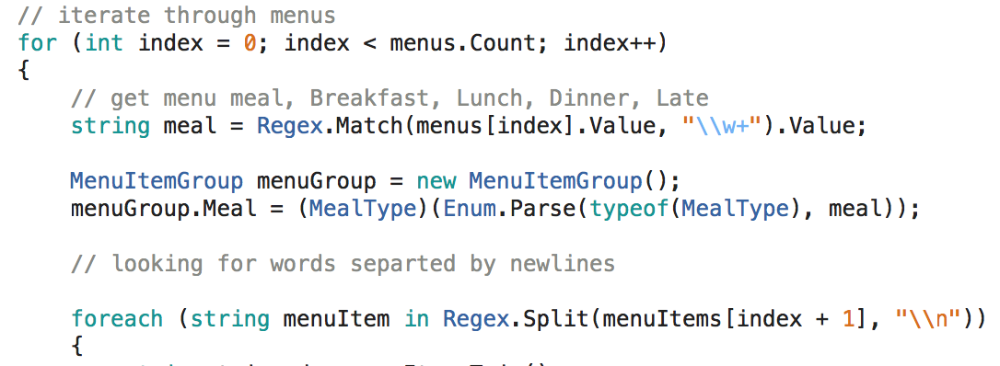 // iterate through menus
for (int index = 0; index < menus.Count; index++)
{
// get menu meal, Breakfast, Lunch, Dinner, Late
string meal = Regex.Match(menus[index].Value, "\\w+").Value;
MenuItemGroup menuGroup = new MenuItemGroup();
menuGroup.Meal = (MealType)(Enum.Parse(typeof(MealType), meal));
// looking for words separted by newlines
foreach (string menuItem in Regex.Split(menuItems[index + 1], "\\n"))
{